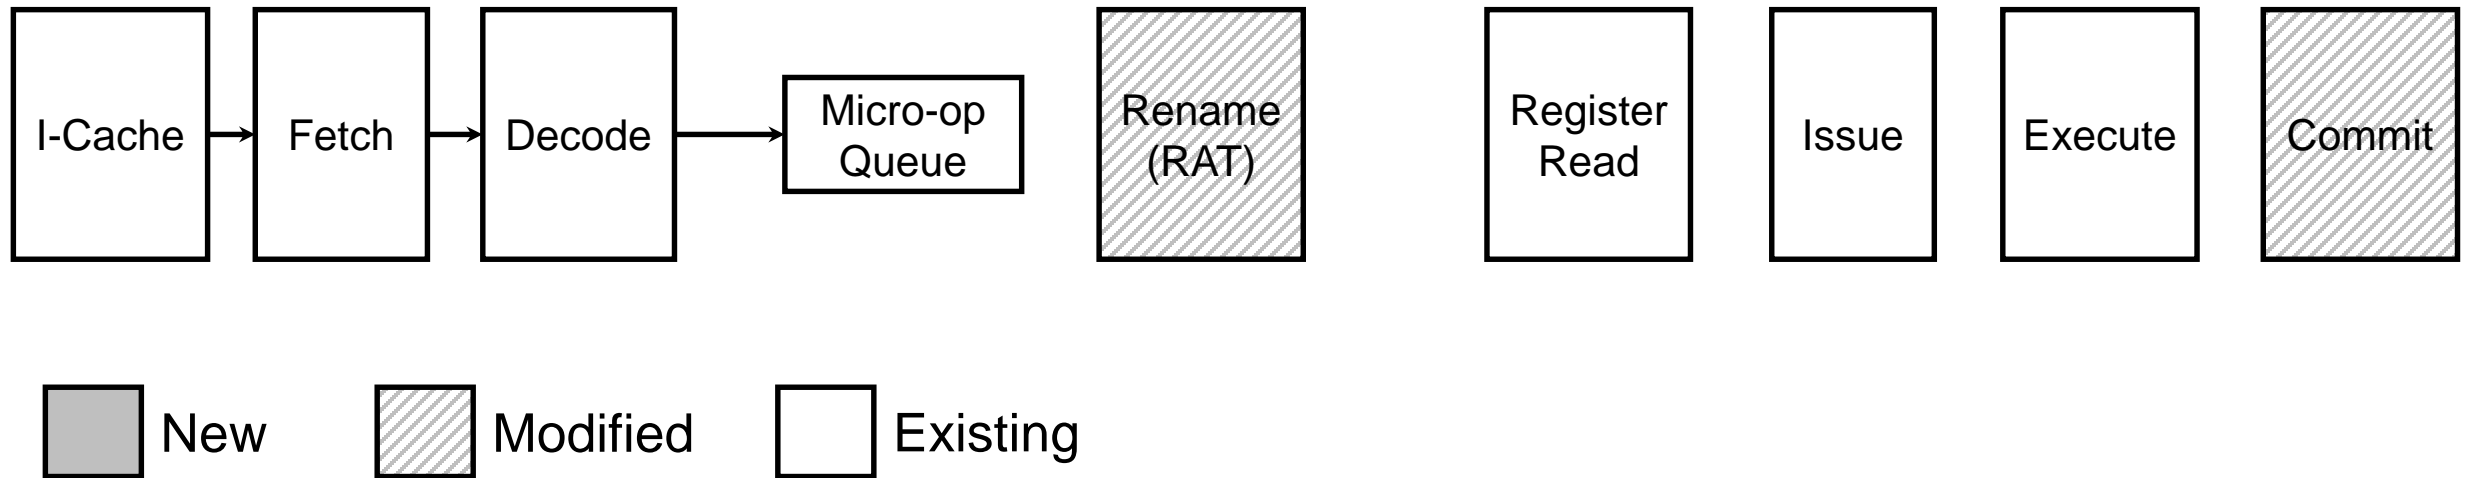 I-Cache
Fetch
Decode
Micro-op
Queue
Rename
(RAT)
Register
Read
Issue
Execute
Commit
New
Modified
Existing